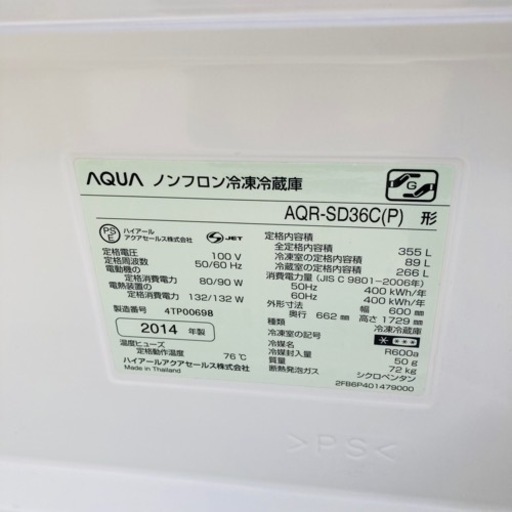 AQUA ノンフロン冷凍冷蔵庫
G
AQR-SD36C(P) 形
PS
E
ハイアール
アクアセールス株式会社
JET
定格電圧 100 V
定格周波数 50/60 Hz
電動機の
定格消費電力 80/90 W
電熱装置の
定格消費電力 132/132 W
製造番号 4TP00698
2014 年製
温度ヒューズ
定格動作温度 76℃
ハイアールアクアセールス株式会社
Made in Thailand
定格内容積
全定格内容積 355 L
冷凍室の定格内容積 89 L
冷蔵室の定格内容積 266 L
消費電力量 (JIS C 9801-2006年)
50Hz 400 kWh/年
60Hz 400 kWh/年
外形寸法 幅 600 mm
奥行 662 mm 高さ 1729 mm
種類 冷凍冷蔵庫
冷凍室の記号
冷媒名 R600a
冷媒封入量 50 g
質量 72 kg
断熱発泡ガス シクロペンタン
2FB6P401479000
>PS<